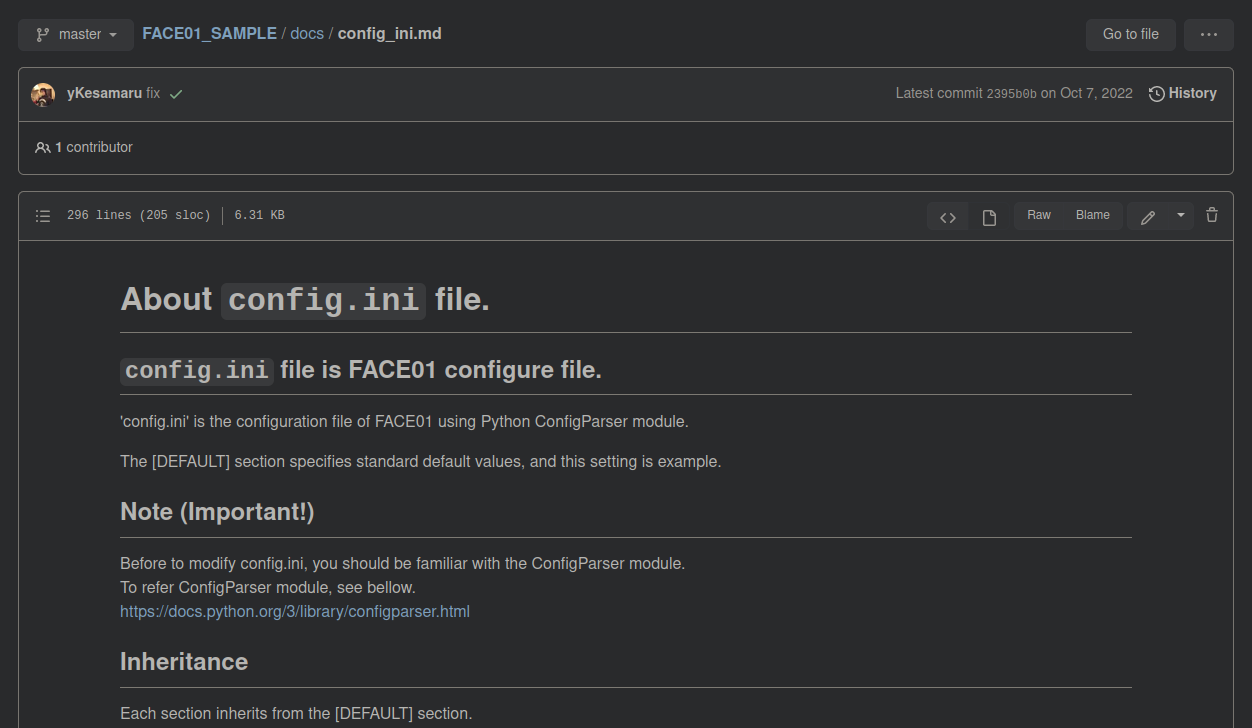 master FACE01_SAMPLE / docs / config_ini.md Go to file ...
yKesamaru fix Latest commit 2395b0b on Oct 7, 2022 History
1 contributor
296 lines (205 sloc) 6.31 KB Raw Blame
About config.ini file.
config.ini file is FACE01 configure file.
'config.ini' is the configuration file of FACE01 using Python ConfigParser module.
The [DEFAULT] section specifies standard default values, and this setting is example.
Note (Important!)
Before to modify config.ini, you should be familiar with the ConfigParser module.
To refer ConfigParser module, see bellow.
https://docs.python.org/3/library/configparser.html
Inheritance
Each section inherits from the [DEFAULT] section.